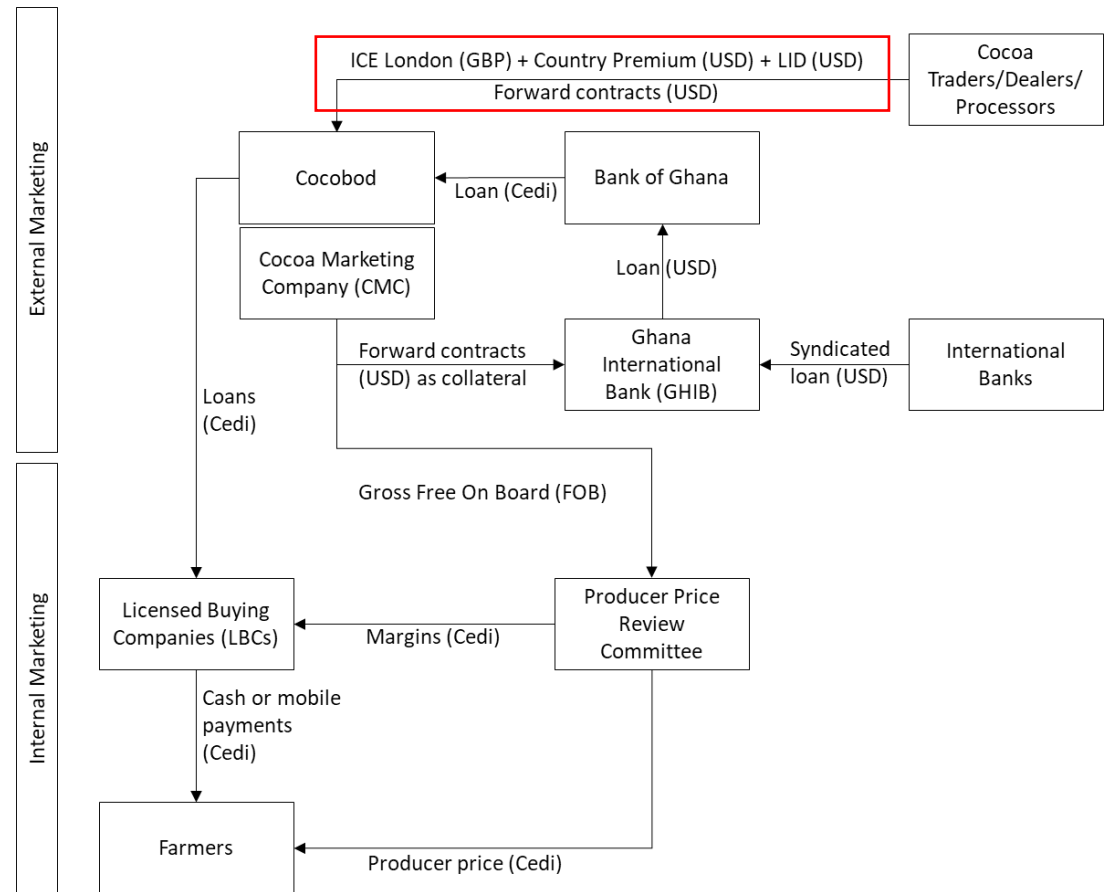 External Marketing
ICE London (GBP) + Country Premium (USD) + LID (USD)
Forward contracts (USD)
Cocoa
Traders/Dealers/
Processors
Cocobod
Loan (Cedi)
Bank of Ghana
Cocoa Marketing
Company (CMC)
Loan (USD)
Forward contracts
(USD) as collateral
Ghana
International
Bank (GHIB)
Syndicated
loan (USD)
International
Banks
Loans
(Cedi)
Internal Marketing
Gross Free On Board (FOB)
Licensed Buying
Companies (LBCs)
Margins (Cedi)
Producer Price
Review
Committee
Cash or mobile
payments
(Cedi)
Farmers
Producer price (Cedi)